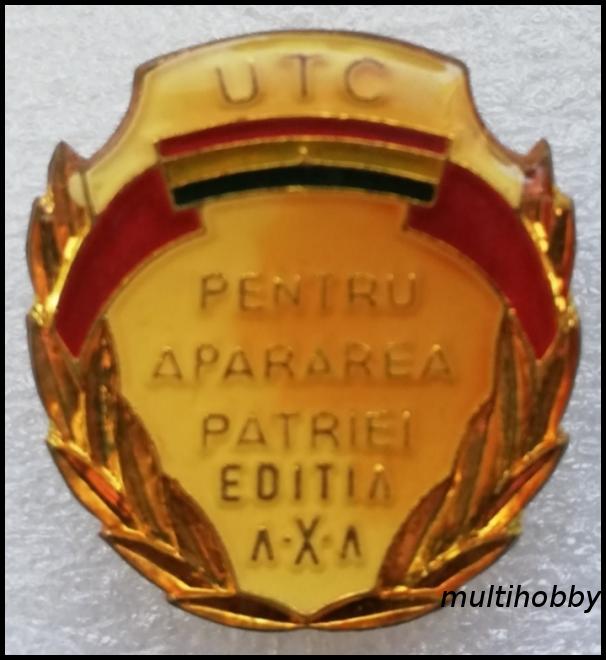 UTC
PENTRU
APARAREA
PATRIEI
EDITIA
A-X-A
multihobby